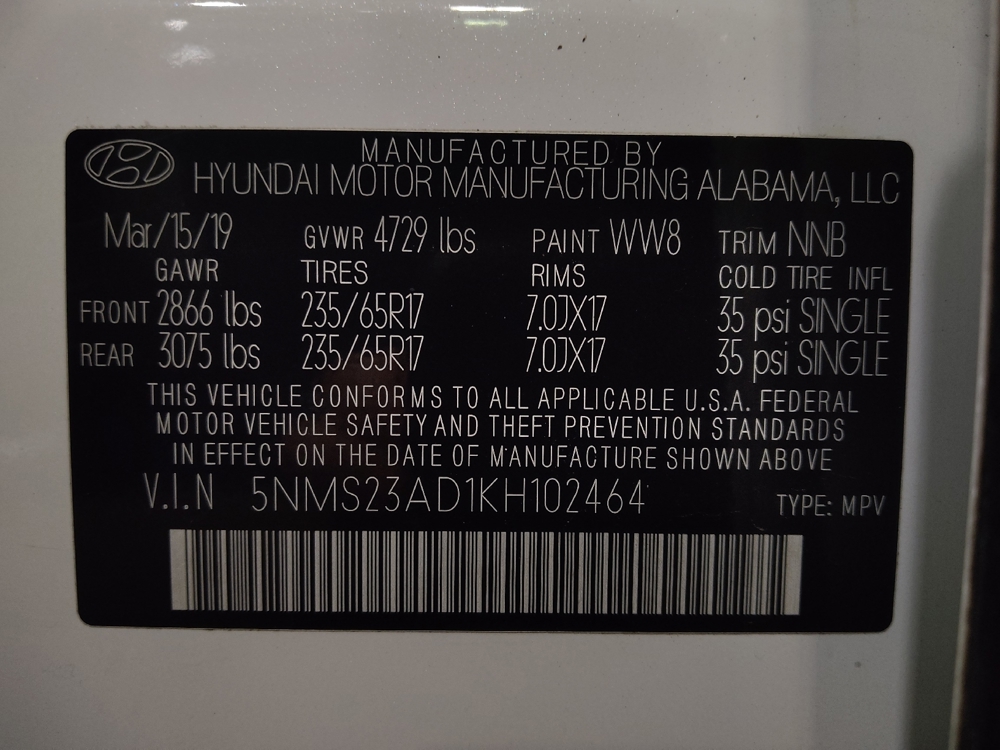 MANUFACTURED BY
HYUNDAI MOTOR MANUFACTURING ALABAMA, LLC
Mar/15/19 GVWR 4729 lbs PAINT WW8 TRIM NNB
GAWR TIRES RIMS COLD TIRE INFL
FRONT 2866 lbs 235/65R17 7.0JX17 35 psi SINGLE
REAR 3075 lbs 235/65R17 7.0JX17 35 psi SINGLE
THIS VEHICLE CONFORMS TO ALL APPLICABLE U.S.A. FEDERAL
MOTOR VEHICLE SAFETY AND THEFT PREVENTION STANDARDS
IN EFFECT ON THE DATE OF MANUFACTURE SHOWN ABOVE
V.I.N 5NMS23AD1KH102464 TYPE: MPV